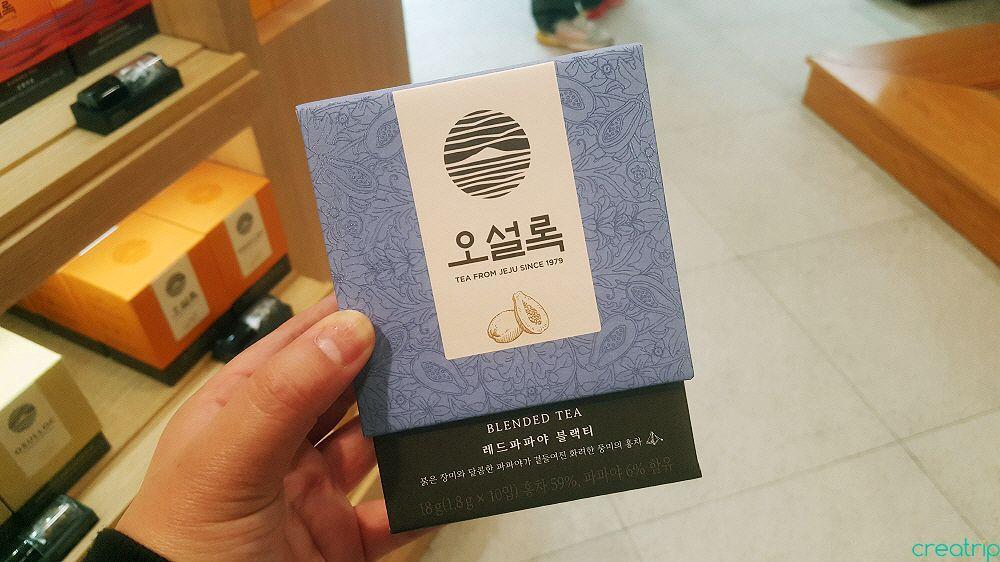 오설록
TEA FROM JEJU SINCE 1979
BLENDED TEA
레드파파야 블랙티
붉은 장미와 달콤한 파파야가 곁들여진 화려한 풍미의 홍차
18g(1.8g × 10입) 홍차 59%, 파파야 6% 함유
OSULLOC
creatrip